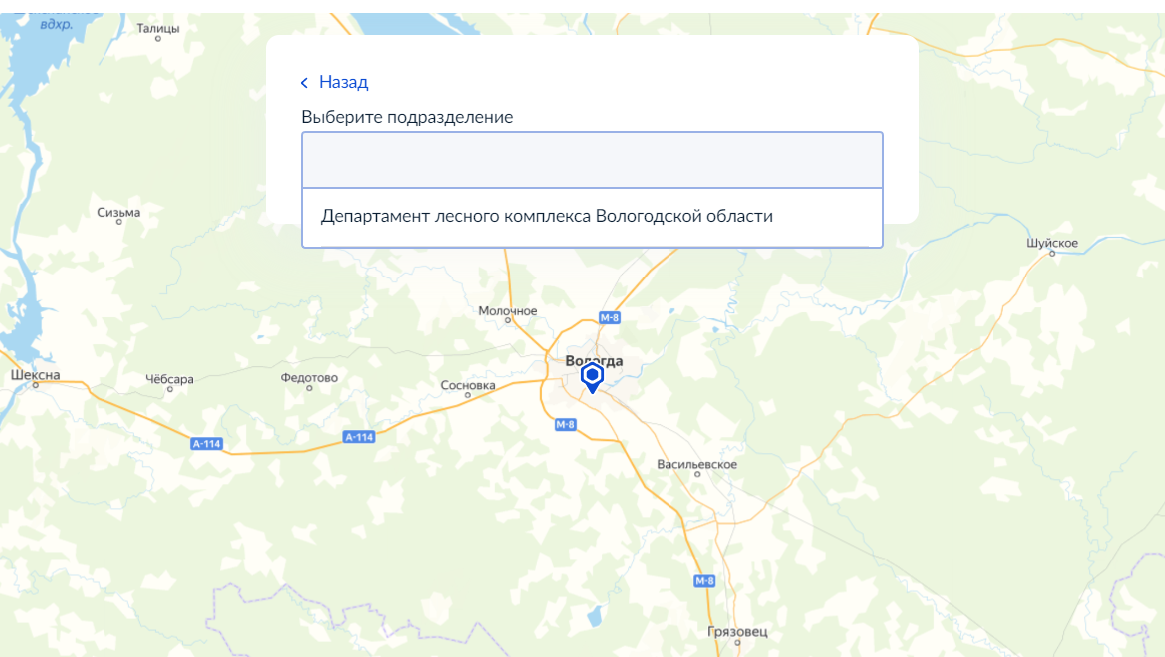 вдхр.
Талицы
Назад
Выберите подразделение
Департамент лесного комплекса Вологодской области
Сизьма
Шуйское
Молочное
М-8
Вологда
Шексна
Чёбсара
Федотово
Сосновка
М-8
А-114
А-114
Васильевское
М-8
Грязовец